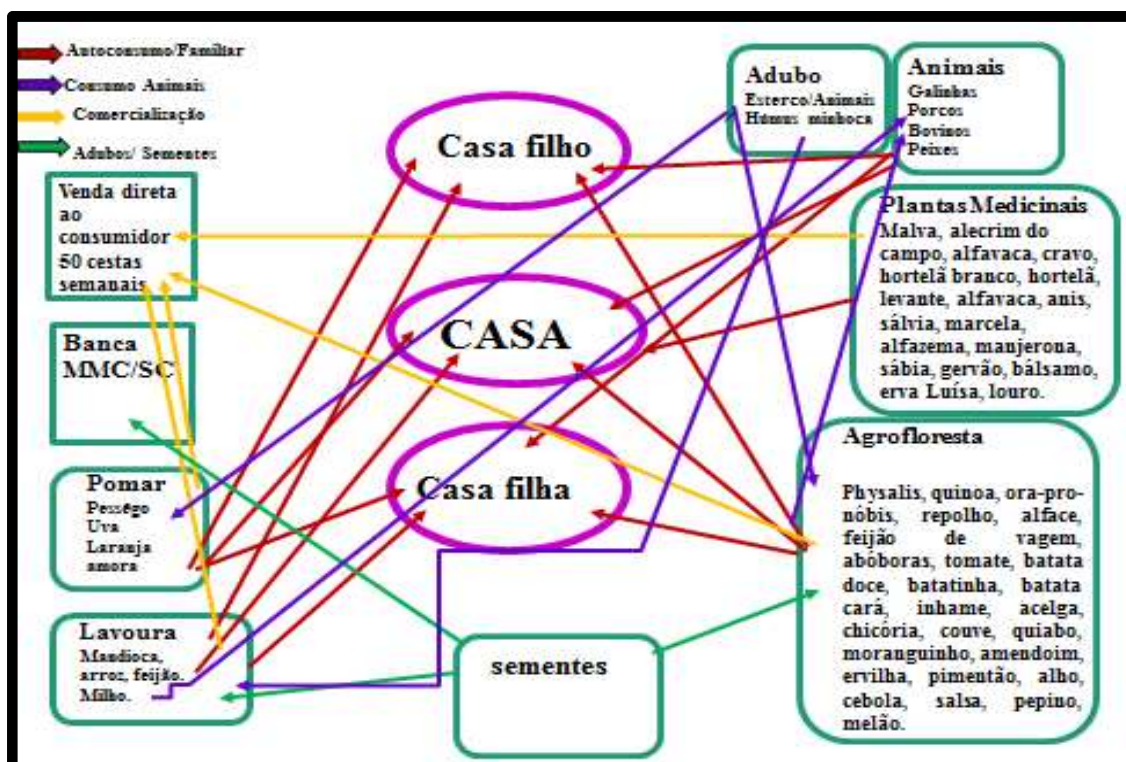 Autoconsumo/Familiar
Consumo Animais
Comercialização
Adubos/ Sementes
Venda direta
ao
consumidor
50 cestas
semanais
Banca
MMC/SC
Pomar
Pességo
Uva
Laranja
amora
Lavoura
Mandioca,
arroz, feijão.
Milho.
Casa filho
CASA
Casa filha
sementes
Adubo
Esterco/Animais
Húmus minhoca
Animais
Galinhas
Porcos
Bovinos
Peixes
Plantas Medicinais
Malva, alecrim do
campo, alfavaca, cravo,
hortelã branco, hortelã,
levante, alfavaca, anis,
sálvia, marcela,
alfazema, manjerona,
sábia, gervão, bálsamo,
erva Luísa, louro.
Agrofloresta
Physalis, quinoa, ora-pro-
nóbis, repolho, alface,
feijão de vagem,
abóboras, tomate, batata
doce, batatinha, batata
cará, inhame, acelga,
chicória, couve, quiabo,
moranguinho, amendoim,
ervilha, pimentão, alho,
cebola, salsa, pepino,
melão.